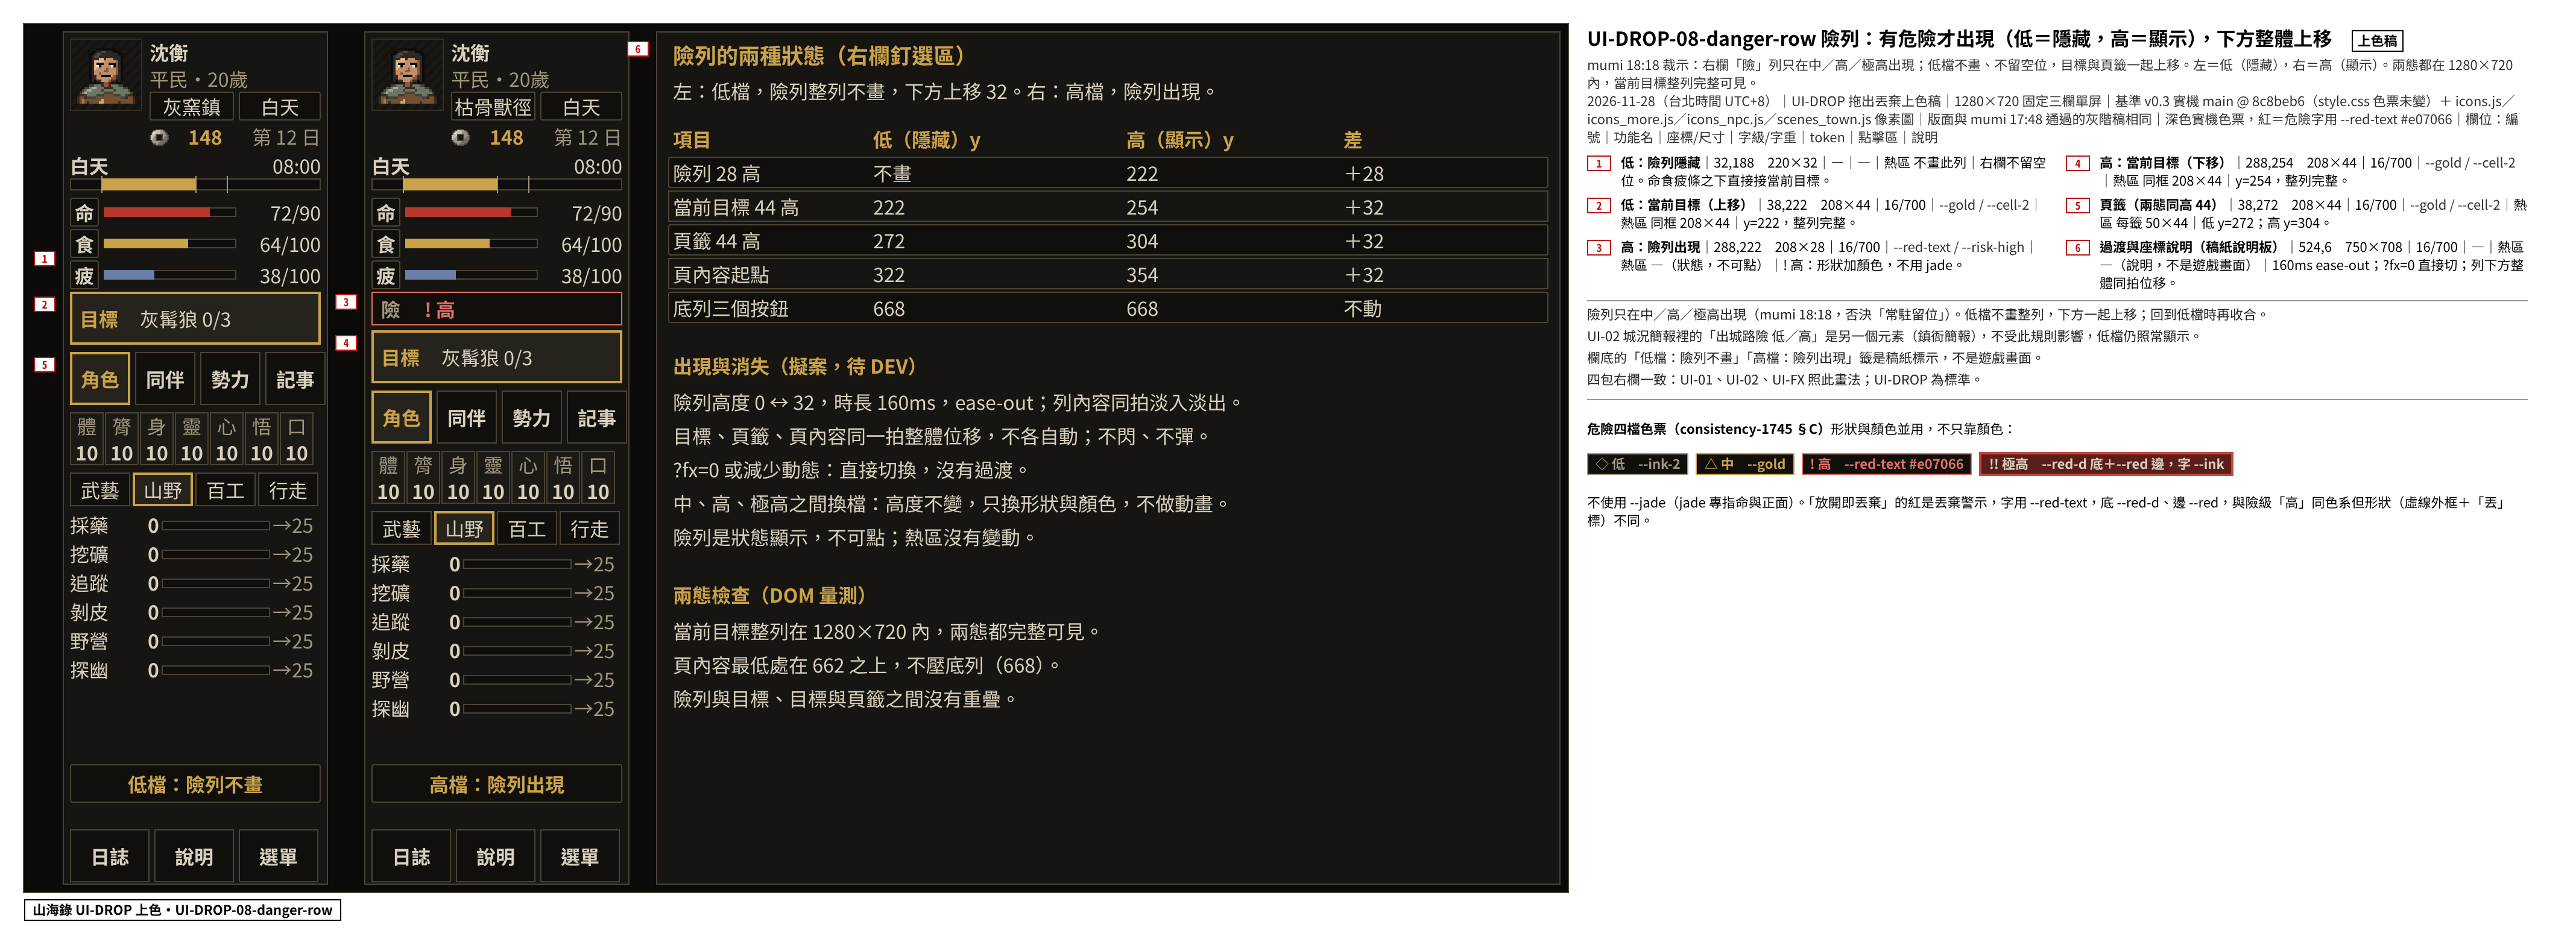 沈衡
平民・20歲
灰窯鎮 白天
148 第 12 日
白天 08:00
命 72/90
食 64/100
疲 38/100
目標 灰髯狼 0/3
角色 同伴 勢力 記事
體 膂 身 靈 心 悟 口
10 10 10 10 10 10 10
武藝 山野 百工 行走
採藥 0 →25
挖礦 0 →25
追蹤 0 →25
剝皮 0 →25
野營 0 →25
探幽 0 →25
低檔：險列不畫
日誌 說明 選單
1
2
5
沈衡
平民・20歲
枯骨獸徑 白天
148 第 12 日
白天 08:00
命 72/90
食 64/100
疲 38/100
險 ! 高
目標 灰髯狼 0/3
角色 同伴 勢力 記事
體 膂 身 靈 心 悟 口
10 10 10 10 10 10 10
武藝 山野 百工 行走
採藥 0 →25
挖礦 0 →25
追蹤 0 →25
剝皮 0 →25
野營 0 →25
探幽 0 →25
高檔：險列出現
日誌 說明 選單
3
4
6
險列的兩種狀態（右欄釘選區）
左：低檔，險列整列不畫，下方上移 32。右：高檔，險列出現。
項目 低（隱藏）y 高（顯示）y 差
險列 28 高 不畫 222 ＋28
當前目標 44 高 222 254 ＋32
頁籤 44 高 272 304 ＋32
頁內容起點 322 354 ＋32
底列三個按鈕 668 668 不動
出現與消失（擬案，待 DEV）
險列高度 0 ↔ 32，時長 160ms，ease-out；列內容同拍淡入淡出。
目標、頁籤、頁內容同一拍整體位移，不各自動；不閃、不彈。
?fx=0 或減少動態：直接切換，沒有過渡。
中、高、極高之間換檔：高度不變，只換形狀與顏色，不做動畫。
險列是狀態顯示，不可點；熱區沒有變動。
兩態檢查（DOM 量測）
當前目標整列在 1280×720 內，兩態都完整可見。
頁內容最低處在 662 之上，不壓底列（668）。
險列與目標、目標與頁籤之間沒有重疊。
山海錄 UI-DROP 上色・UI-DROP-08-danger-row
UI-DROP-08-danger-row 險列：有危險才出現（低＝隱藏，高＝顯示），下方整體上移 上色稿
mumi 18:18 裁示：右欄「險」列只在中／高／極高出現；低檔不畫、不留空位，目標與頁籤一起上移。左＝低（隱藏），右＝高（顯示）。兩態都在 1280×720
內，當前目標整列完整可見。
2026-11-28（台北時間 UTC+8）｜UI-DROP 拖出丟棄上色稿｜1280×720 固定三欄單屏｜基準 v0.3 實機 main @ 8c8beb6（style.css 色票未變）＋ icons.js／
icons_more.js／icons_npc.js／scenes_town.js 像素圖｜版面與 mumi 17:48 通過的灰階稿相同｜深色實機色票，紅＝危險字用 --red-text #e07066｜欄位：編
號｜功能名｜座標/尺寸｜字級/字重｜token｜點擊區｜說明
1 低：險列隱藏｜32,188 220×32｜—｜—｜熱區 不畫此列｜右欄不留空
位。命食疲條之下直接接當前目標。
2 低：當前目標（上移）｜38,222 208×44｜16/700｜--gold / --cell-2｜
熱區 同框 208×44｜y=222，整列完整。
3 高：險列出現｜288,222 208×28｜16/700｜--red-text / --risk-high｜
熱區 —（狀態，不可點）｜! 高：形狀加顏色，不用 jade。
4 高：當前目標（下移）｜288,254 208×44｜16/700｜--gold / --cell-2
｜熱區 同框 208×44｜y=254，整列完整。
5 頁籤（兩態同高 44）｜38,272 208×44｜16/700｜--gold / --cell-2｜熱
區 每籤 50×44｜低 y=272；高 y=304。
6 過渡與座標說明（稿紙說明板）｜524,6 750×708｜16/700｜—｜熱區
—（說明，不是遊戲畫面）｜160ms ease-out；?fx=0 直接切；列下方整
體同拍位移。
險列只在中／高／極高出現（mumi 18:18，否決「常駐留位」）。低檔不畫整列，下方一起上移；回到低檔時再收合。
UI-02 城況簡報裡的「出城路險 低／高」是另一個元素（鎮衙簡報），不受此規則影響，低檔仍照常顯示。
欄底的「低檔：險列不畫」「高檔：險列出現」籤是稿紙標示，不是遊戲畫面。
四包右欄一致：UI-01、UI-02、UI-FX 照此畫法；UI-DROP 為標準。
危險四檔色票（consistency-1745 §C）形狀與顏色並用，不只靠顏色：
◇ 低 --ink-2 △ 中 --gold ! 高 --red-text #e07066 !! 極高 --red-d 底＋--red 邊，字 --ink
不使用 --jade（jade 專指命與正面）。「放開即丟棄」的紅是丟棄警示，字用 --red-text，底 --red-d、邊 --red，與險級「高」同色系但形狀（虛線外框＋「丟」
標）不同。